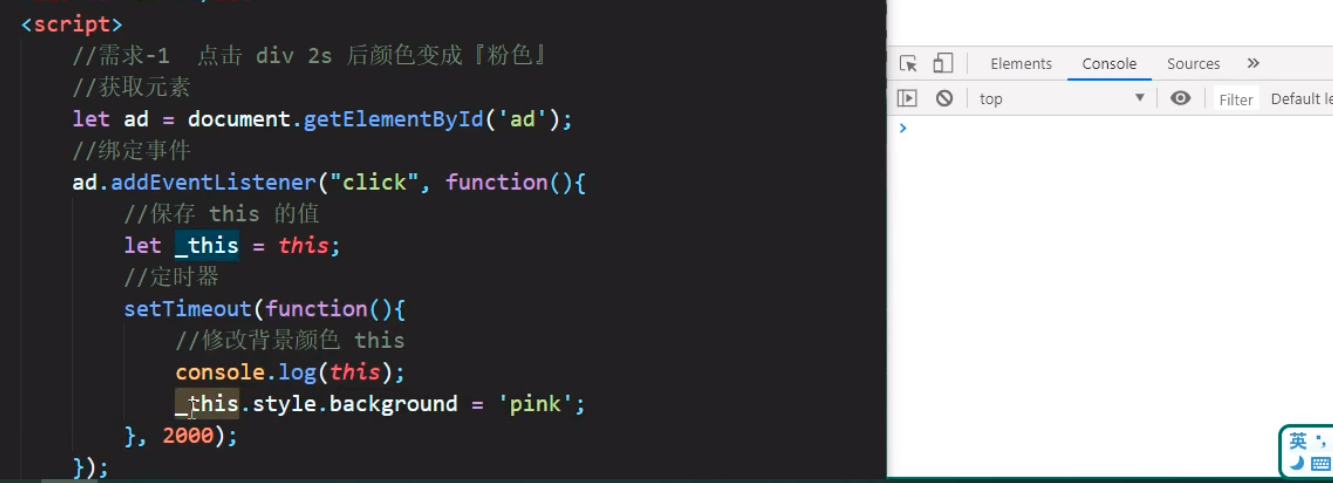 <script>
//需求-1 点击 div 2s 后颜色变成『粉色』
//获取元素
let ad = document.getElementById('ad');
//绑定事件
ad.addEventListener("click", function(){
//保存 this 的值
let _this = this;
//定时器
setTimeout(function(){
//修改背景颜色 this
console.log(this);
_this.style.background = 'pink';
}, 2000);
});
Elements Console Sources »
top Filter Default le
英